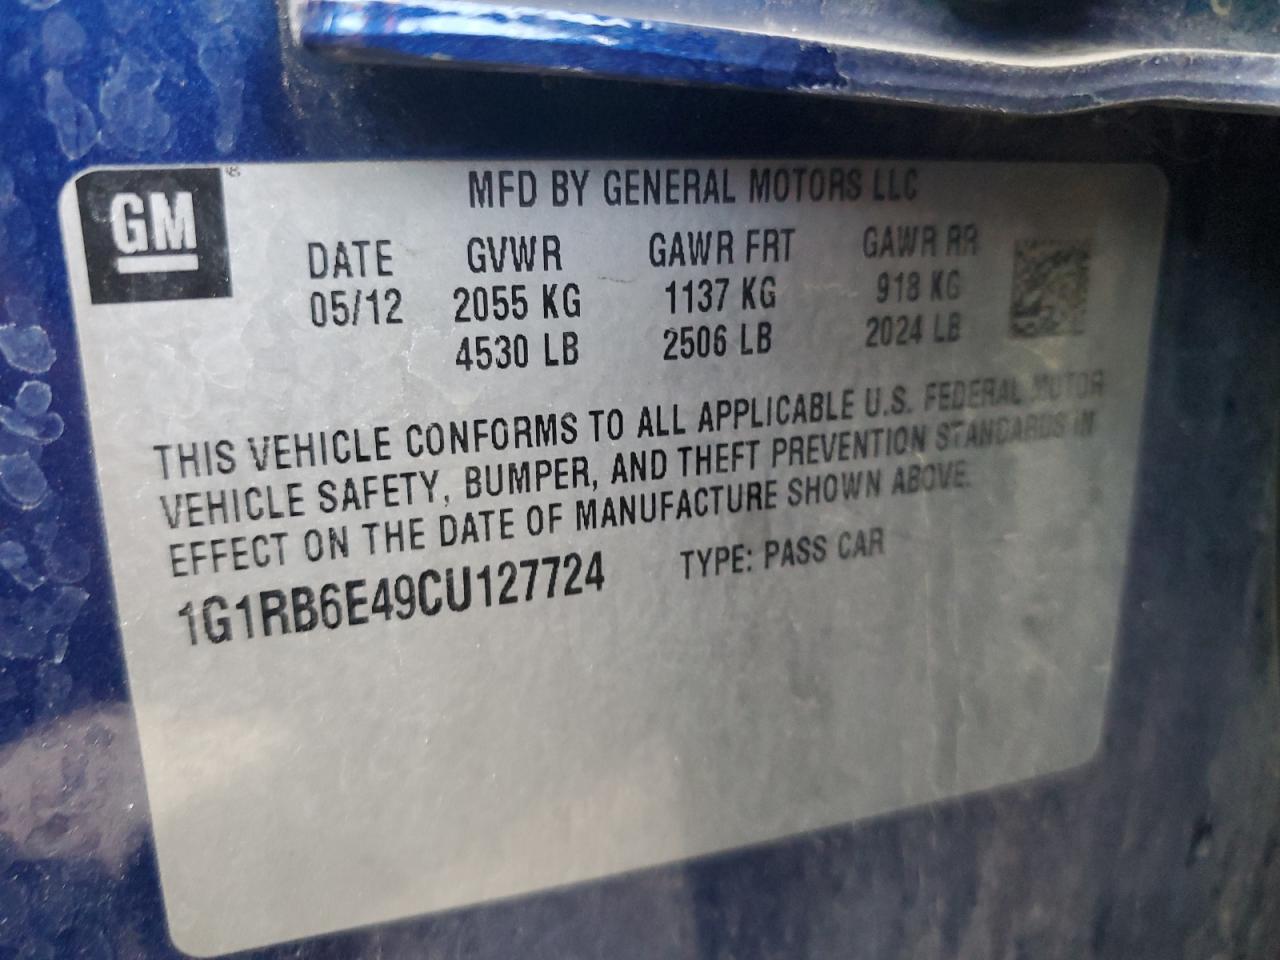 GM
MFD BY GENERAL MOTORS LLC
DATE GVWR GAWR FRT GAWR RR
05/12 2055 KG 1137 KG 918 KG
4530 LB 2506 LB 2024 LB
THIS VEHICLE CONFORMS TO ALL APPLICABLE U.S. FEDERAL MOTOR
VEHICLE SAFETY, BUMPER, AND THEFT PREVENTION STANDARDS IN
EFFECT ON THE DATE OF MANUFACTURE SHOWN ABOVE.
1G1RB6E49CU127724 TYPE: PASS CAR